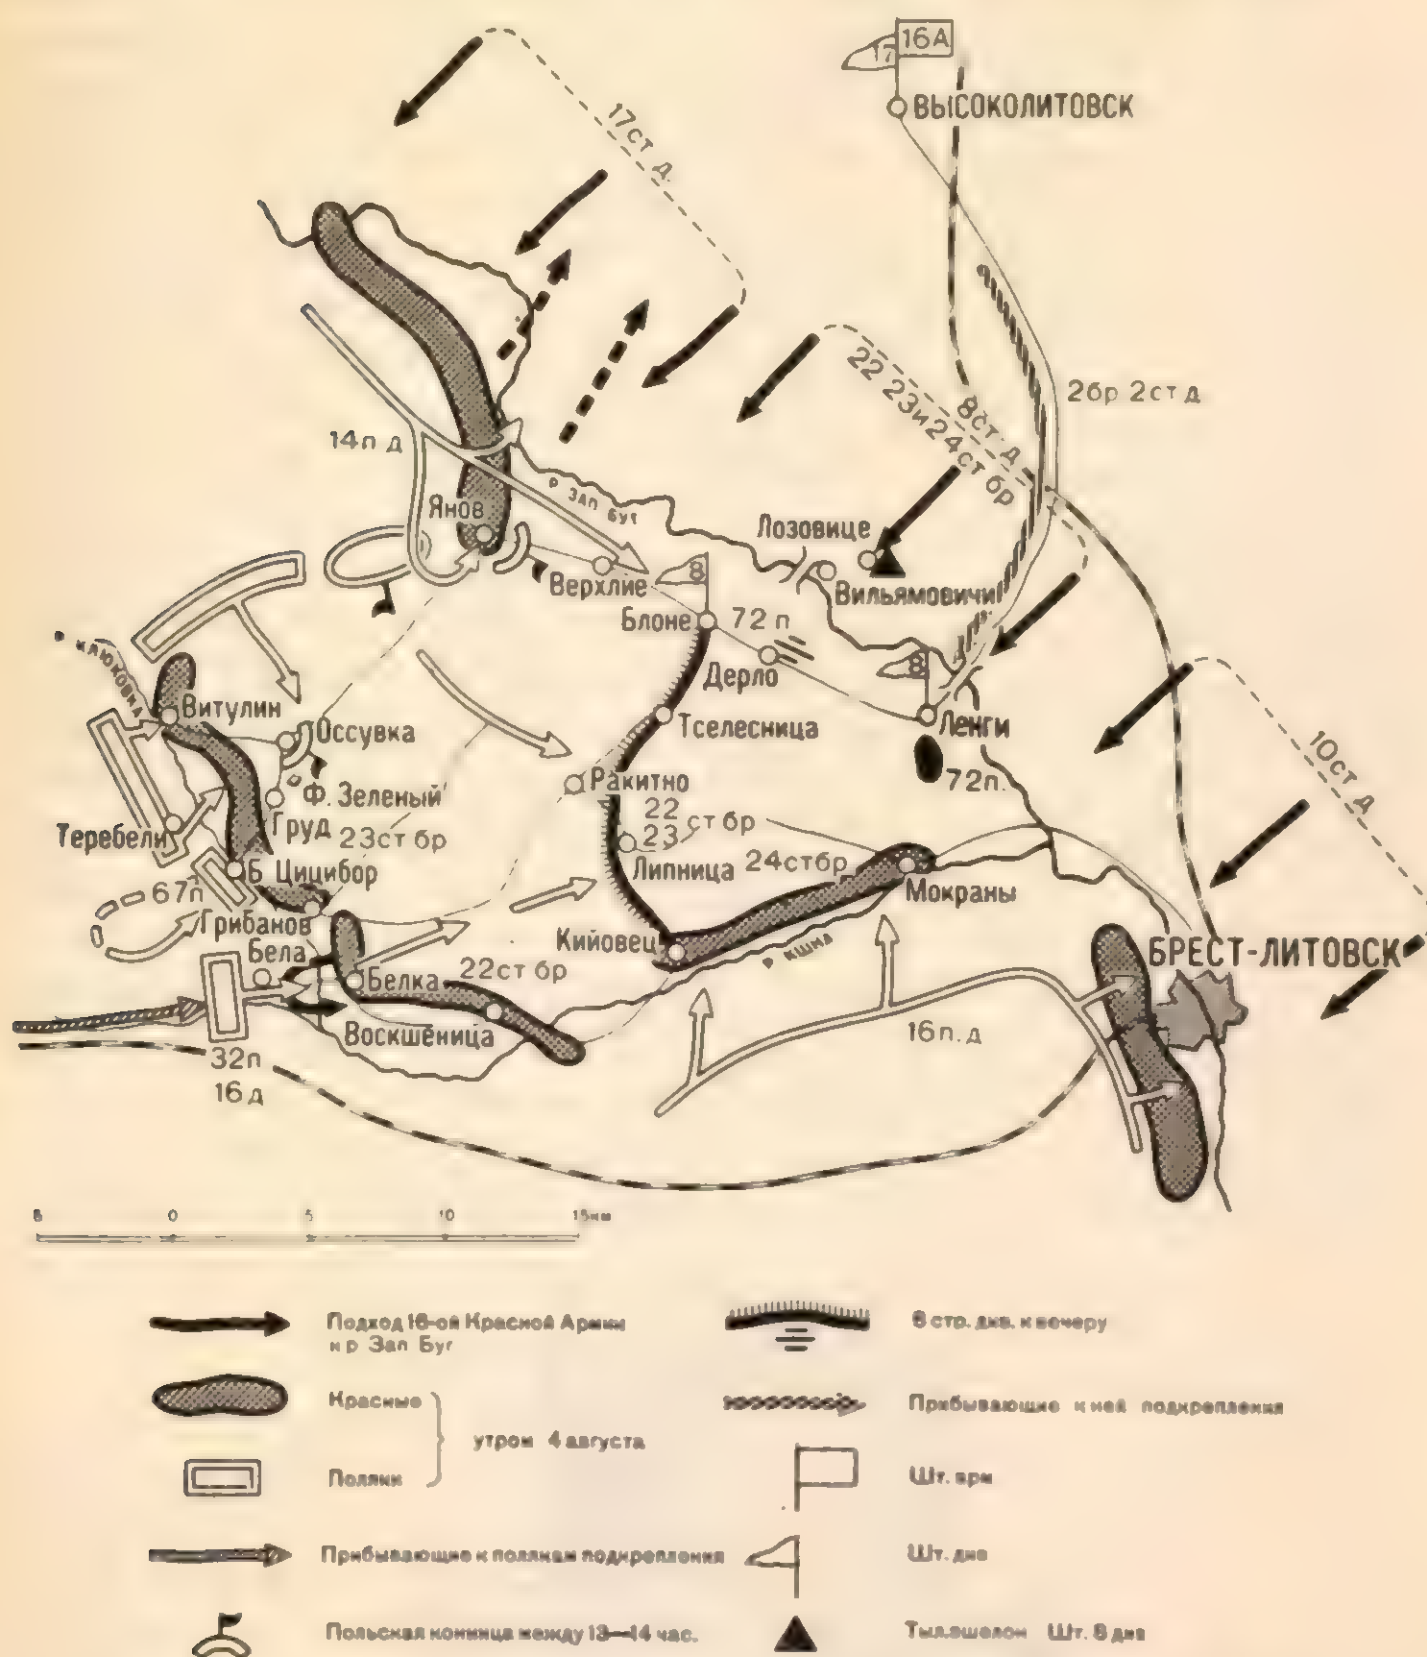 16А
17
ВЫСОКОЛИТОВСК
17ст д.
2бр 2ст д
8ст. д
22 23и 24ст бр
14п д
Янов
р ЗАП БУГ
Лозовице
Верхлие
8
Вильямовичи
Блоне
72 п
р КЛЮКОВКА
Дерло
8
Витулин
Оссувка
Тселесница
Ленги
10ст д
Ракитно
72п.
Ф. Зеленый
Теребели
Груд
23ст бр
22
23
ст бр
Липница
24стбр
Б Цицибор
67п
Мокраны
Грибанов
Бела
Кийовец
БРЕСТ-ЛИТОВСК
Белка
22ст бр
р КШНА
Воскшеница
16п. д
32п
16д
5 0 5 10 15км
Подход 16-ой Красной Армии
к р Зап Буг
8 стр. див. к вечеру
Красные
Прибывающие к ней подкрепления
утром 4 августа
Поляки
Шт. арм
Прибывающие к полякам подкрепления
Шт. див
Польская конница между 13—14 час.
Тыл.эшелон Шт. 8 див